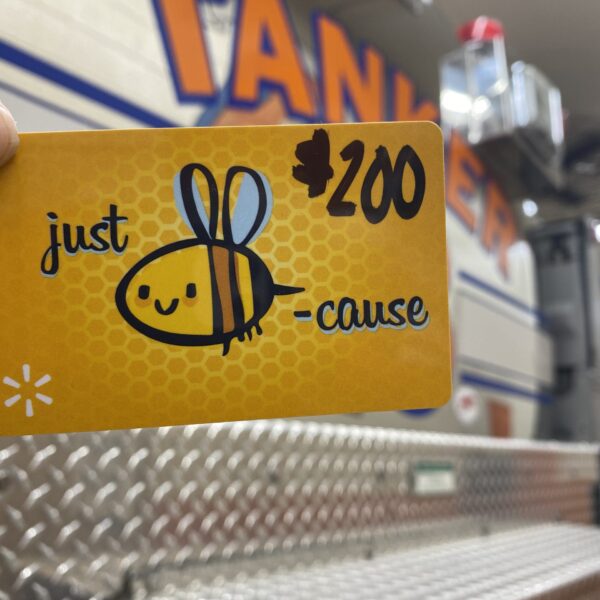 TANKER
$200
just
-cause